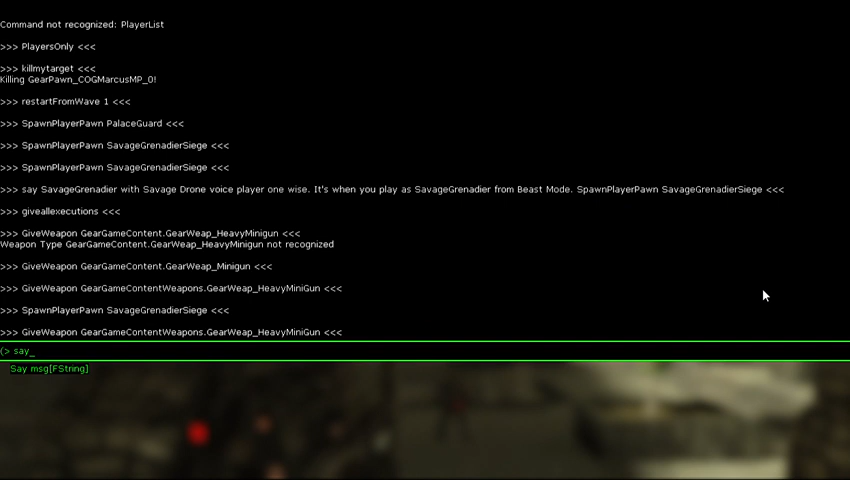 Command not recognized: PlayerList
>>> PlayersOnly <<<
>>> killmytarget <<<
Killing GearPawn_COGMarcusMP_0!
>>> restartFromWave 1 <<<
>>> SpawnPlayerPawn PalaceGuard <<<
>>> SpawnPlayerPawn SavageGrenadierSiege <<<
>>> SpawnPlayerPawn SavageGrenadierSiege <<<
>>> say SavageGrenadier with Savage Drone voice player one wise. It's when you play as SavageGrenadier from Beast Mode. SpawnPlayerPawn SavageGrenadierSiege <<<
>>> giveallexecutions <<<
>>> GiveWeapon GearGameContent.GearWeap_HeavyMinigun <<<
Weapon Type GearGameContent.GearWeap_HeavyMinigun not recognized
>>> GiveWeapon GearGameContent.GearWeap_Minigun <<<
>>> GiveWeapon GearGameContentWeapons.GearWeap_HeavyMiniGun <<<
>>> SpawnPlayerPawn SavageGrenadierSiege <<<
>>> GiveWeapon GearGameContentWeapons.GearWeap_HeavyMiniGun <<<
(> say_
Say msg[FString]